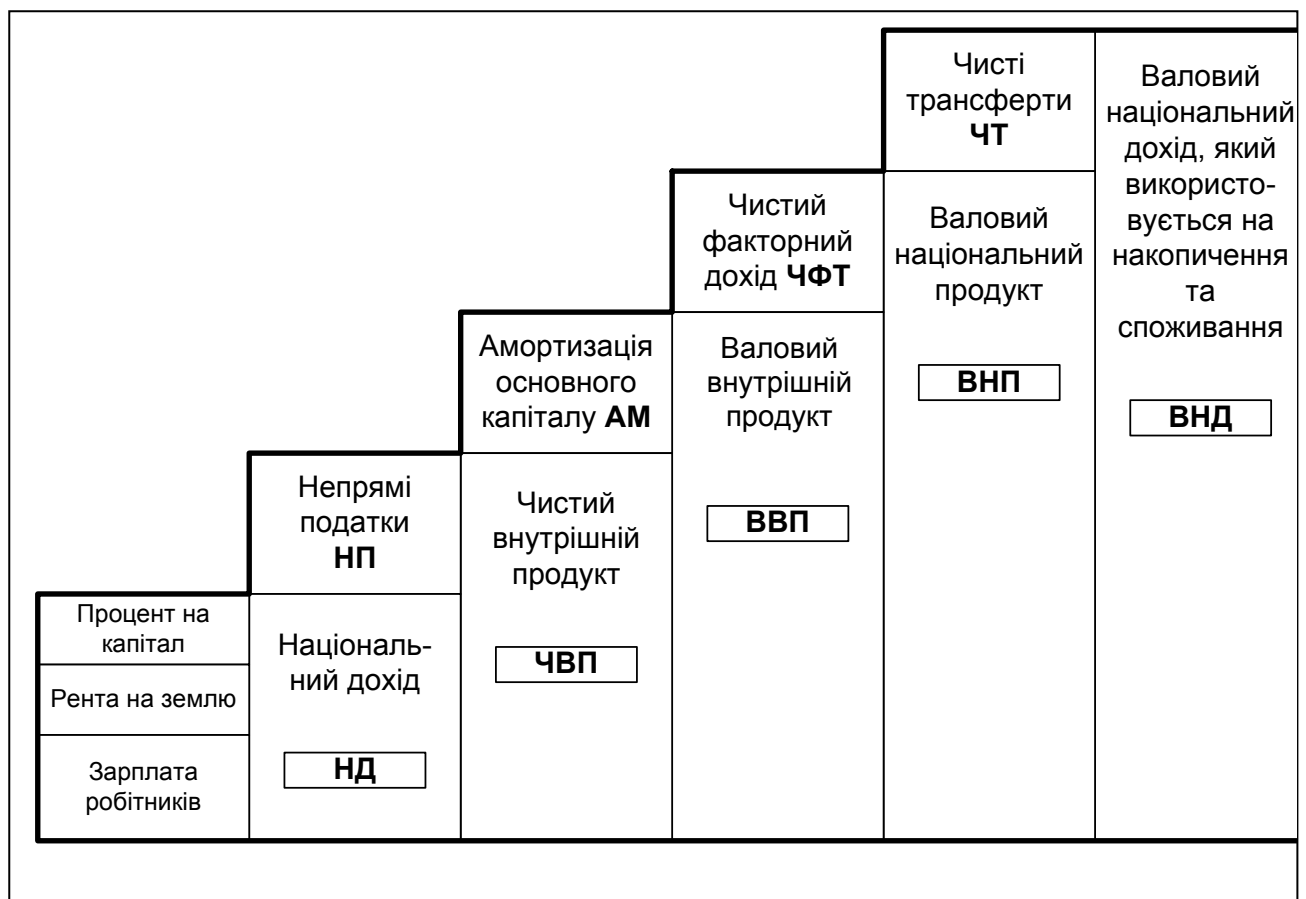 Процент на
капітал
Рента на землю
Зарплата
робітників
Непрямі
податки
НП
Національ-
ний дохід
НД
Амортизація
основного
капіталу АМ
Чистий
внутрішній
продукт
ЧВП
Чистий
факторний
дохід ЧФТ
Валовий
внутрішній
продукт
ВВП
Чисті
трансферти
ЧТ
Валовий
національний
продукт
ВНП
Валовий
національний
дохід, який
використо-
вується на
накопичення
та
споживання
ВНД